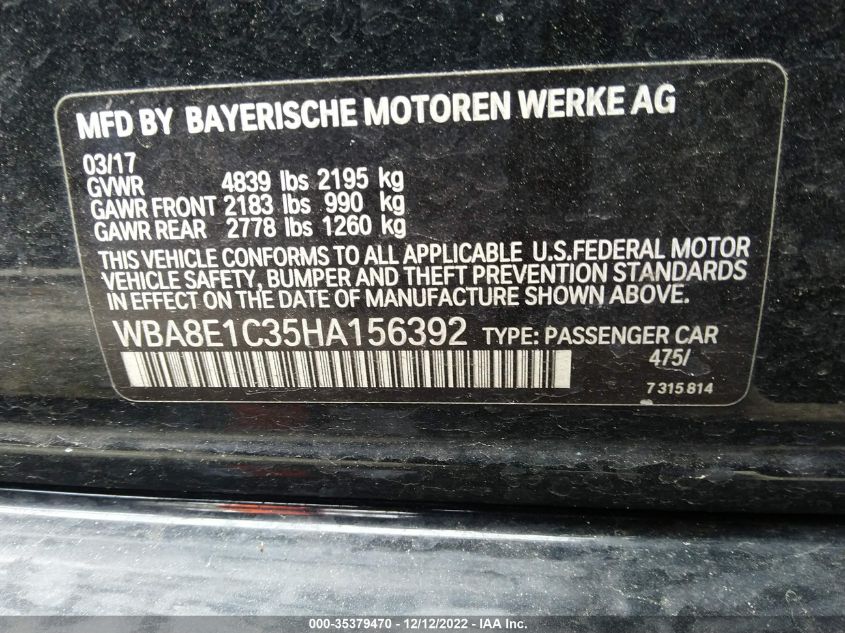 MFD BY BAYERISCHE MOTOREN WERKE AG
03/17
GVWR 4839 lbs 2195 kg
GAWR FRONT 2183 lbs 990 kg
GAWR REAR 2778 lbs 1260 kg
THIS VEHICLE CONFORMS TO ALL APPLICABLE U.S.FEDERAL MOTOR
VEHICLE SAFETY, BUMPER AND THEFT PREVENTION STANDARDS
IN EFFECT ON THE DATE OF MANUFACTURE SHOWN ABOVE.
WBA8E1C35HA156392 TYPE: PASSENGER CAR
475/
7 315 814
000-35379470 - 12/12/2022 - IAA Inc.